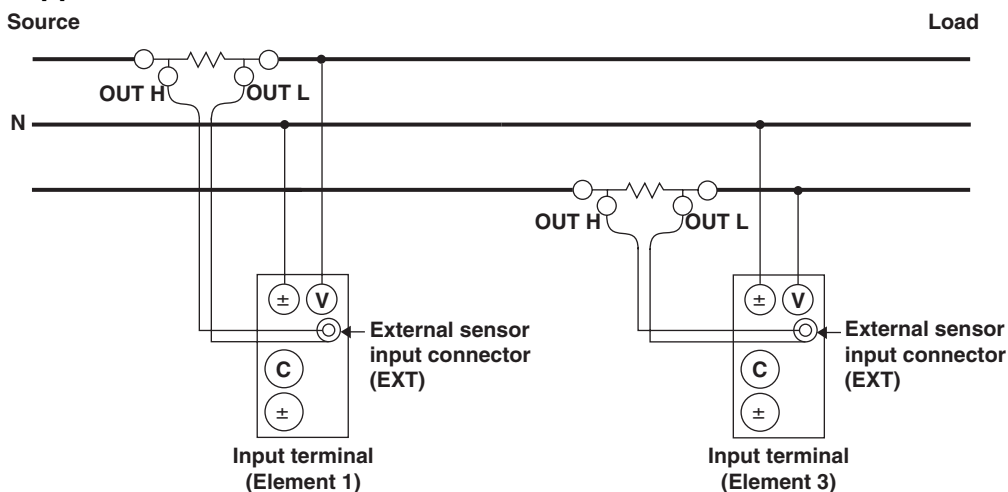 Source
Load
OUT H
OUT L
N
OUT H
OUT L
± V
± V
External sensor
input connector
(EXT)
External sensor
input connector
(EXT)
C
C
±
±
Input terminal
(Element 1)
Input terminal
(Element 3)